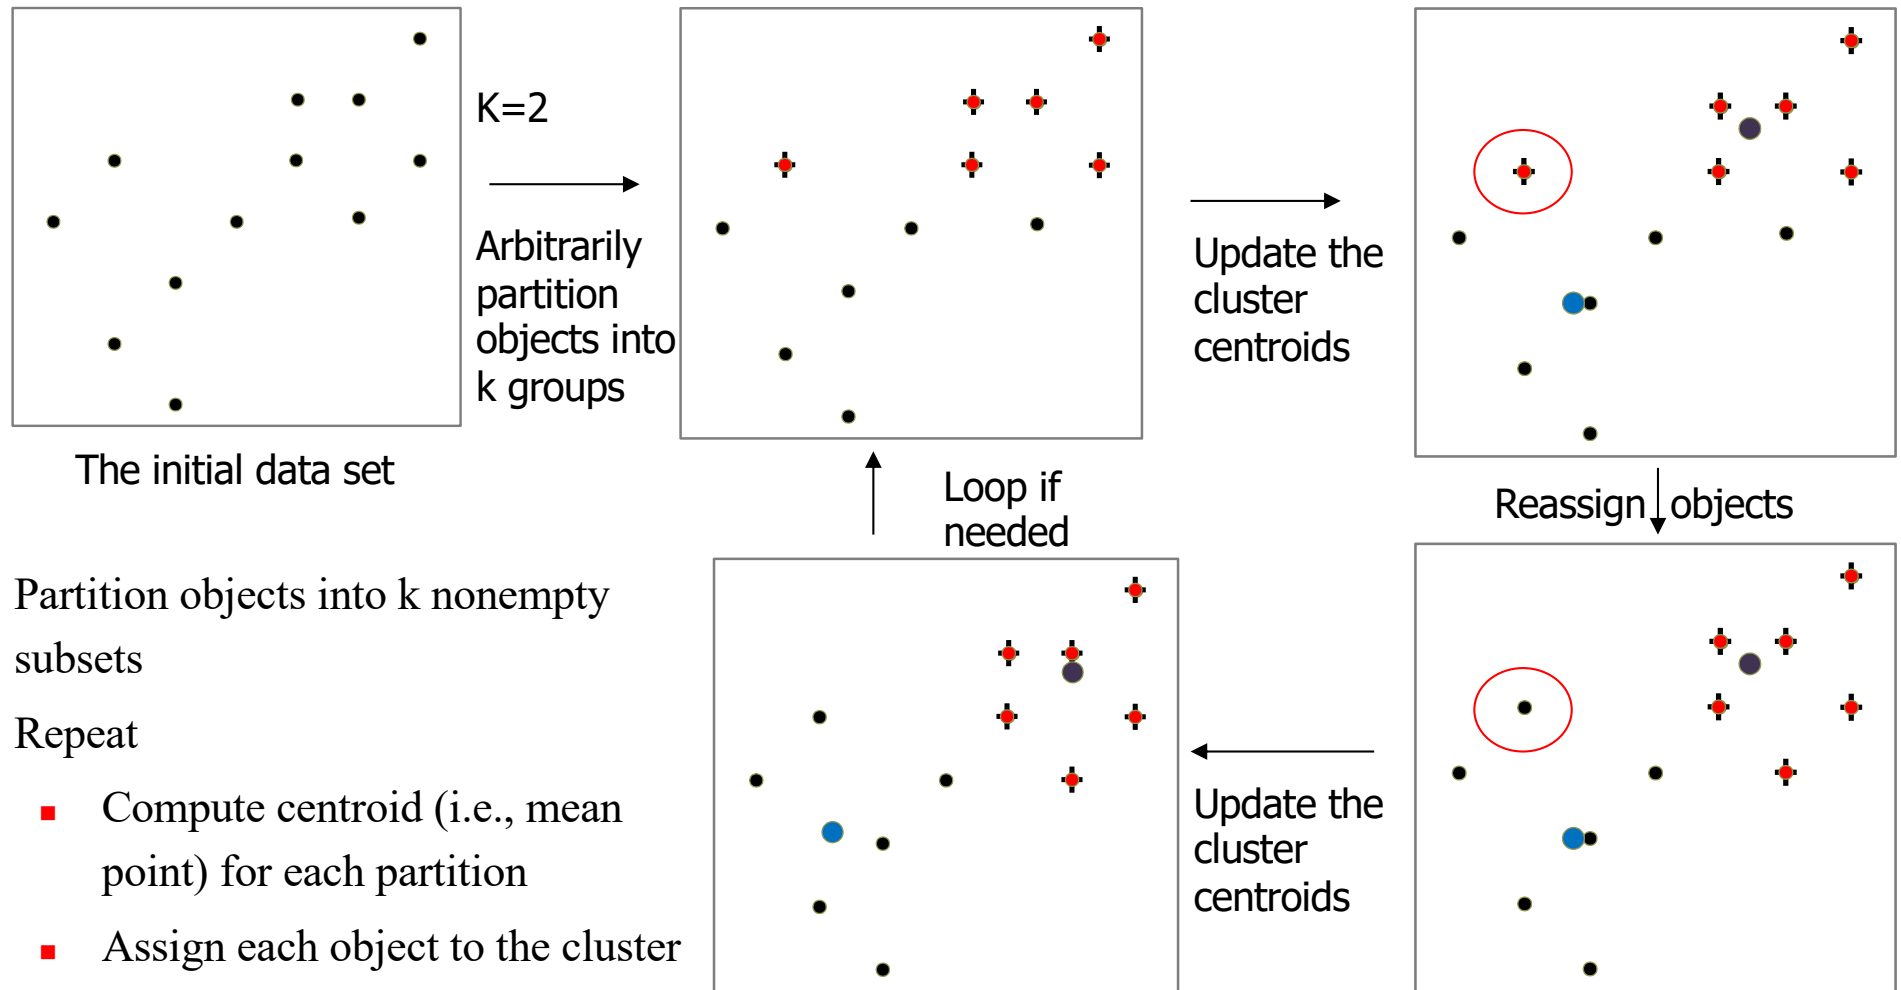 K=2
Arbitrarily
partition
objects into
k groups
Update the
cluster
centroids
The initial data set
Loop if
needed
Reassign objects
Partition objects into k nonempty
subsets
Repeat
Compute centroid (i.e., mean
point) for each partition
Assign each object to the cluster
Update the
cluster
centroids